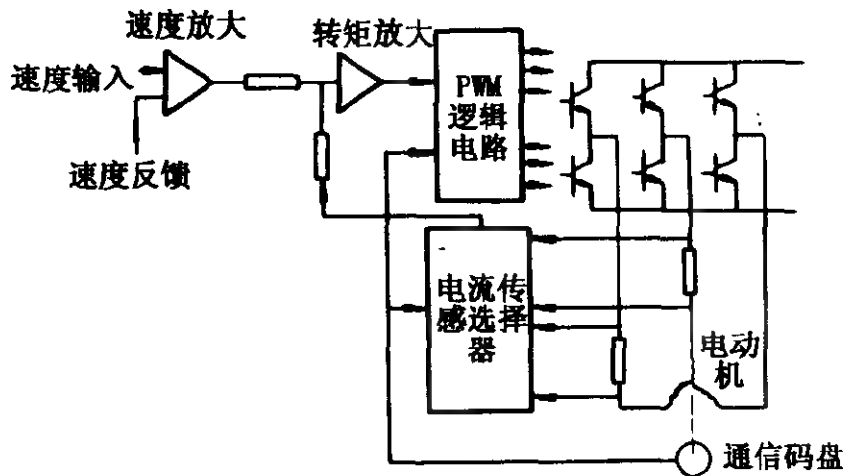 速度放大
转矩放大
速度输入
PWM
逻辑
电路
速度反馈
电流传
感选择
器
电动
机
通信码盘